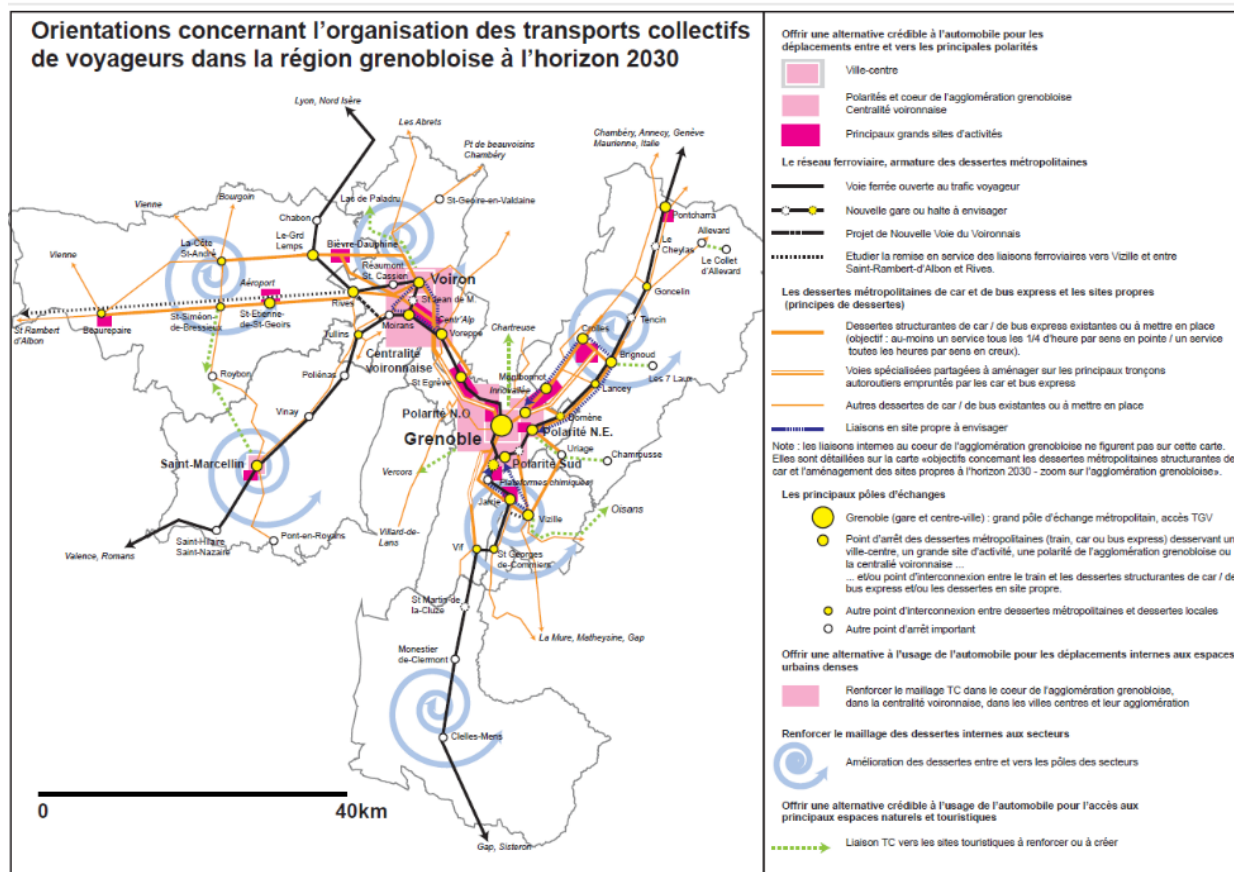 Orientations concernant l'organisation des transports collectifs
de voyageurs dans la région grenobloise à l'horizon 2030
Lyon, Nord Isère
Les Abrets
Pt de beauvoisins
Chambéry
Chambéry, Annecy, Genève
Maurienne, Italie
Lac de Paladru
St-Geoire-en-Valdaine
Bourgoin
Vienne
Chabon
Pontcharra
Allevard
Le-Grd
Lemps
Bièvre-Dauphine
La-Côte
St-André
Le
Cheylas
Le Collet
d'Allevard
Vienne
Réaumont
St. Cassien
Voiron
Aéroport
Goncelin
St Jean de M.
Rives
St Rambert
d'Albon
Beaurepaire
St-Siméon
de-Bressieux
St-Etienne-
de-St-Geoirs
Moirans
Centr'Alp
Chartreuse
Tencin
Tullins
Voreppe
Crolles
Centralité
voironnaise
Brignoud
Roybon
Poliénas
St Egrève
Montbonnot
Innovallée
Lancey
Les 7 Laux
Vinay
Polarité N.O
Domène
Grenoble
Polarité N.E.
Saint-Marcellin
Uriage
Chamrousse
Polarité Sud
Vercors
Plateformes chimiques
Oisans
Jarrie
Vizille
Villard-de-
Lans
Valence, Romans
Saint-Hilaire
Saint-Nazaire
Pont-en-Royans
Vif
St Georges
de-Commiers
St Martin-de
la-Cluze
La Mure, Matheysine, Gap
Monestier
de-Clermont
Clelles-Mens
0
40km
Gap, Sisteron
Offrir une alternative crédible à l'automobile pour les
déplacements entre et vers les principales polarités
Ville-centre
Polarités et coeur de l'agglomération grenobloise
Centralité voironnaise
Principaux grands sites d'activités
Le réseau ferroviaire, armature des dessertes métropolitaines
Voie ferrée ouverte au trafic voyageur
Nouvelle gare ou halte à envisager
Projet de Nouvelle Voie du Voironnais
Etudier la remise en service des liaisons ferroviaires vers Vizille et entre
Saint-Rambert-d'Albon et Rives.
Les dessertes métropolitaines de car et de bus express et les sites propres
(principes de dessertes)
Dessertes structurantes de car / de bus express existantes ou à mettre en place
(objectif : au-moins un service tous les 1/4 d'heure par sens en pointe / un service
toutes les heures par sens en creux).
Voies spécialisées partagées à aménager sur les principaux tronçons
autoroutiers empruntés par les car et bus express
Autres dessertes de car / de bus existantes ou à mettre en place
Liaisons en site propre à envisager
Note : les liaisons internes au coeur de l'agglomération grenobloise ne figurent pas sur cette carte.
Elles sont détaillées sur la carte «objectifs concernant les dessertes métropolitaines structurantes de
car et l'aménagement des sites propres à l'horizon 2030 - zoom sur l'agglomération grenobloise».
Les principaux pôles d'échanges
Grenoble (gare et centre-ville) : grand pôle d'échange métropolitain, accès TGV
Point d'arrêt des dessertes métropolitaines (train, car ou bus express) desservant un
ville-centre, un grande site d'activité, une polarité de l'agglomération grenobloise ou
la centralié voironnaise ...
... et/ou point d'interconnexion entre le train et les dessertes structurantes de car / de
bus express et/ou les dessertes en site propre.
Autre point d'interconnexion entre dessertes métropolitaines et dessertes locales
Autre point d'arrêt important
Offrir une alternative à l'usage de l'automobile pour les déplacements internes aux espaces
urbains denses
Renforcer le maillage TC dans le coeur de l'agglomération grenobloise,
dans la centralité voironnaise, dans les villes centres et leur agglomération
Renforcer le maillage des dessertes internes aux secteurs
Amélioration des dessertes entre et vers les pôles des secteurs
Offrir une alternative crédible à l'usage de l'automobile pour l'accès aux
principaux espaces naturels et touristiques
Liaison TC vers les sites touristiques à renforcer ou à créer